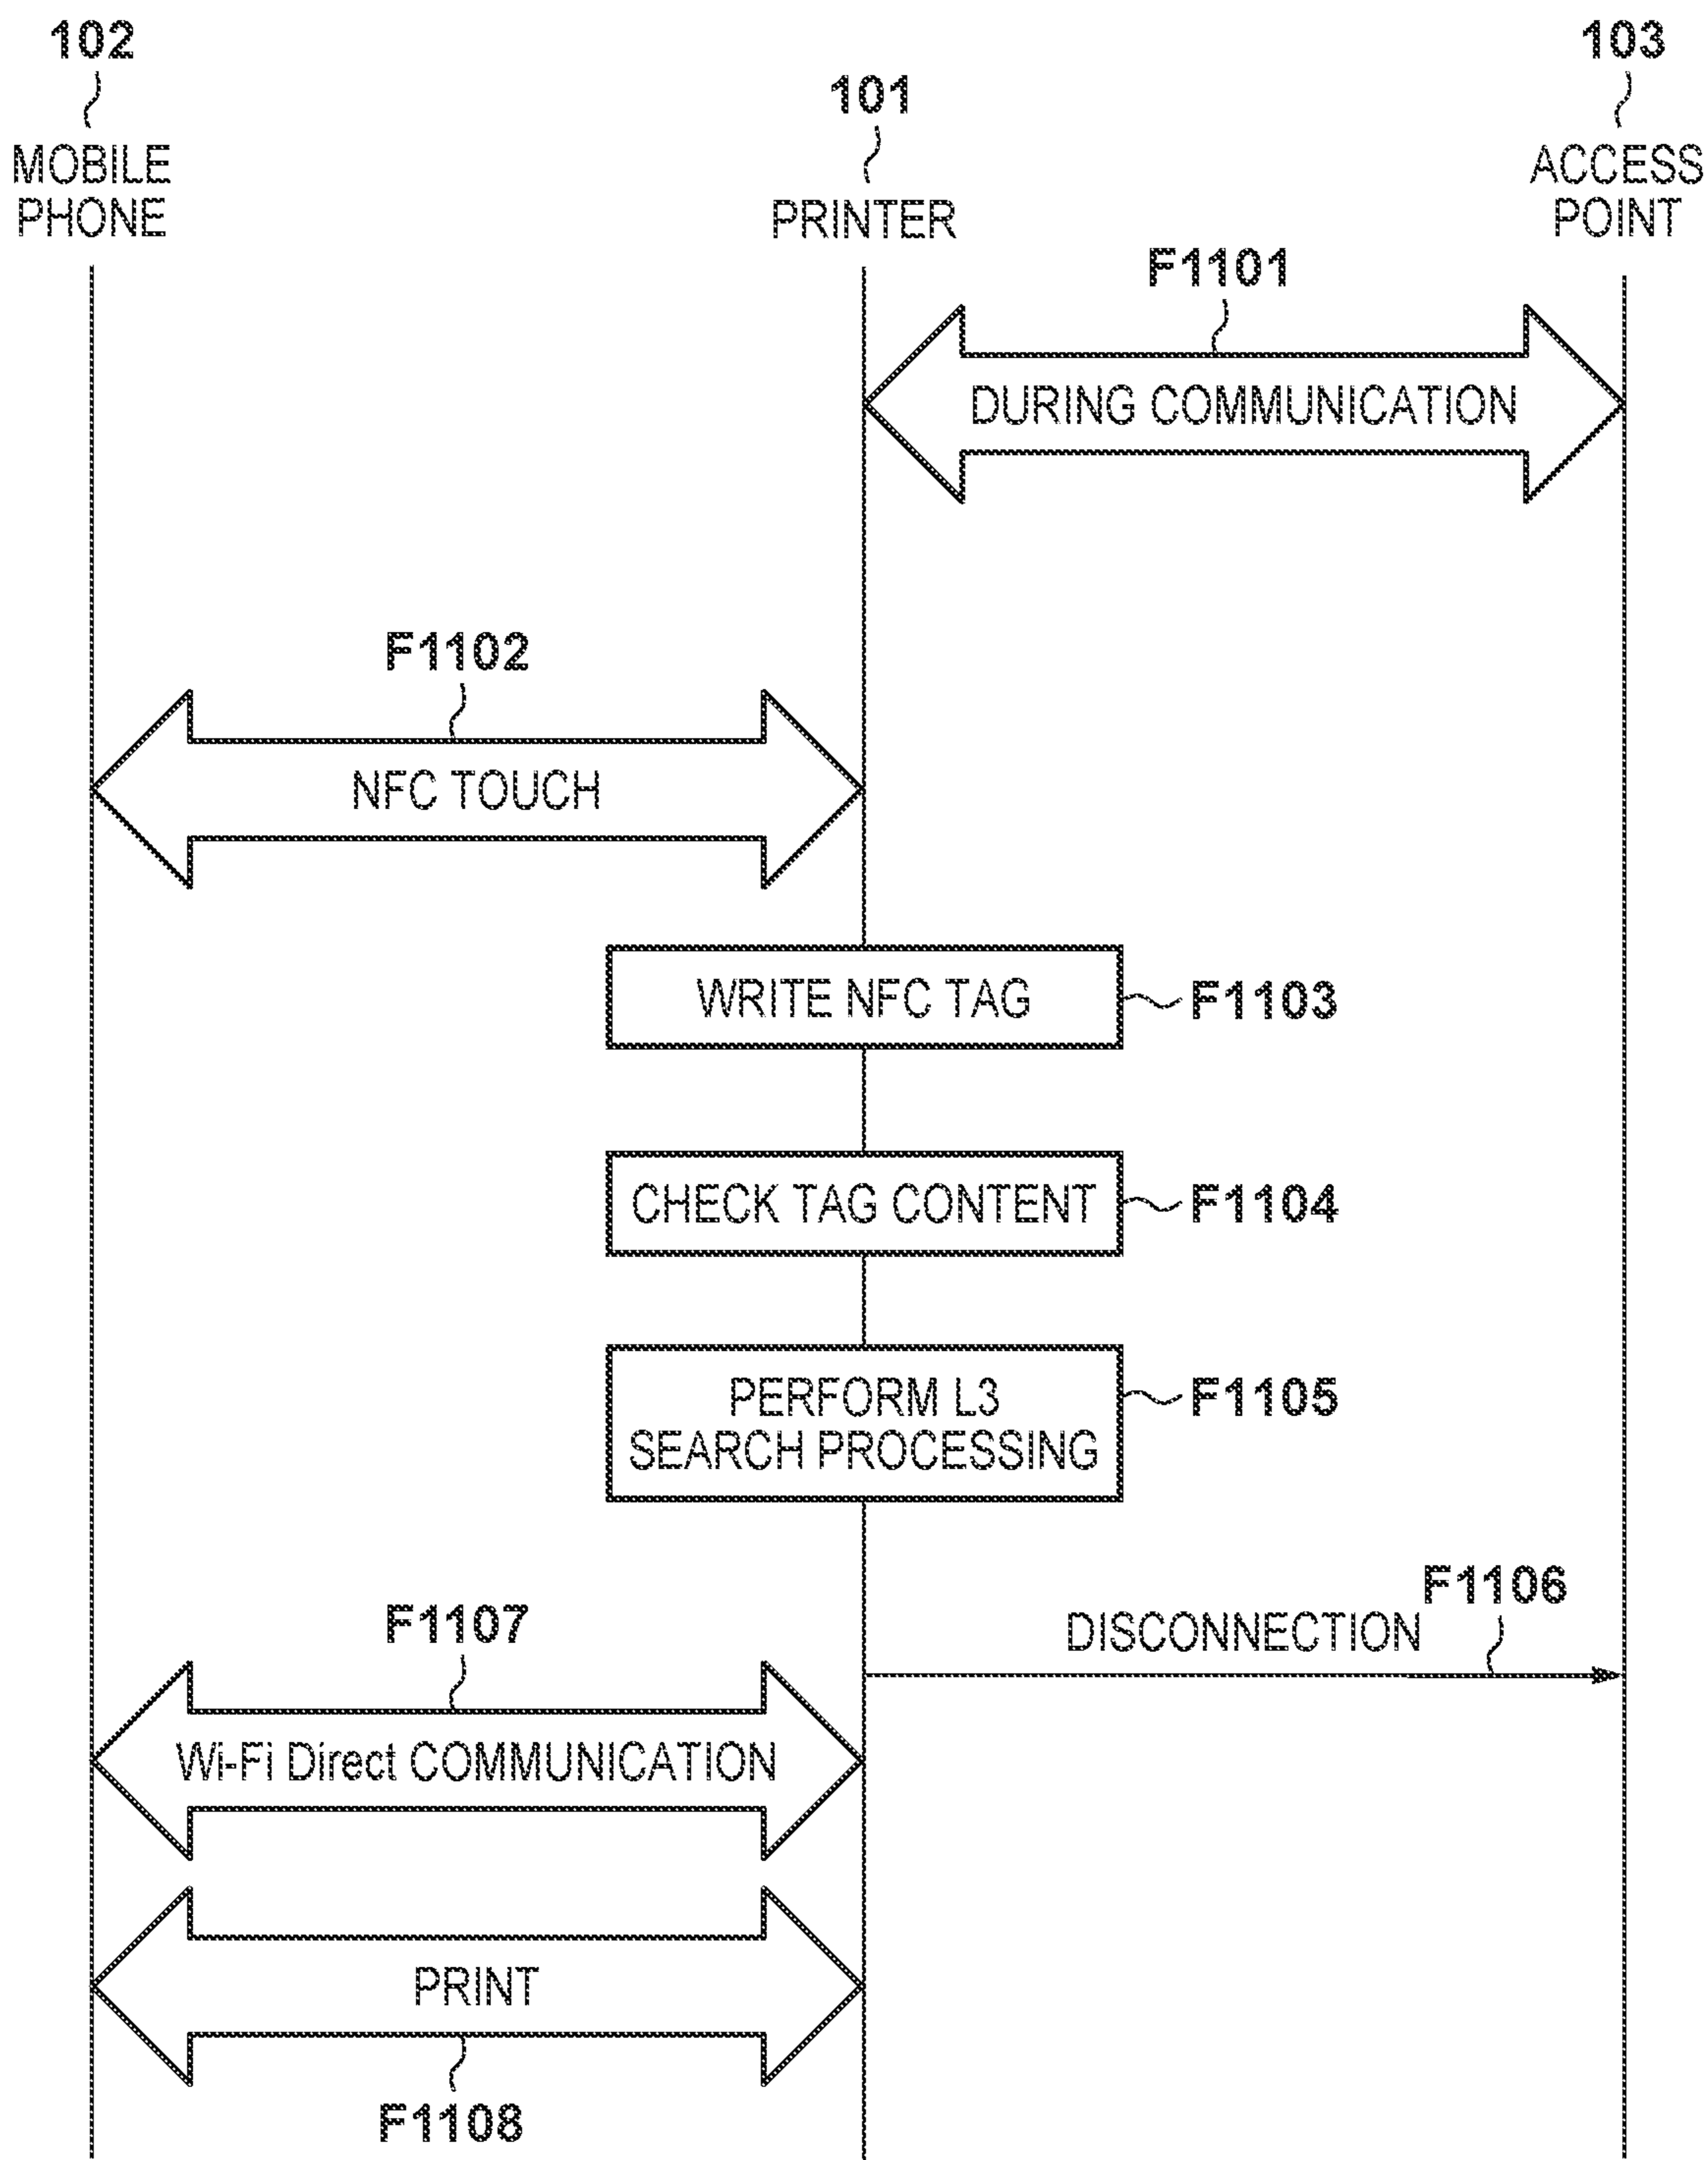 102
MOBILE
PHONE
101
PRINTER
103
ACCESS
POINT
F1101
DURING COMMUNICATION
F1102
NFC TOUCH
WRITE NFC TAG
F1103
CHECK TAG CONTENT
F1104
PERFORM L3
SEARCH PROCESSING
F1105
DISCONNECTION
F1106
F1107
Wi-Fi Direct COMMUNICATION
PRINT
F1108